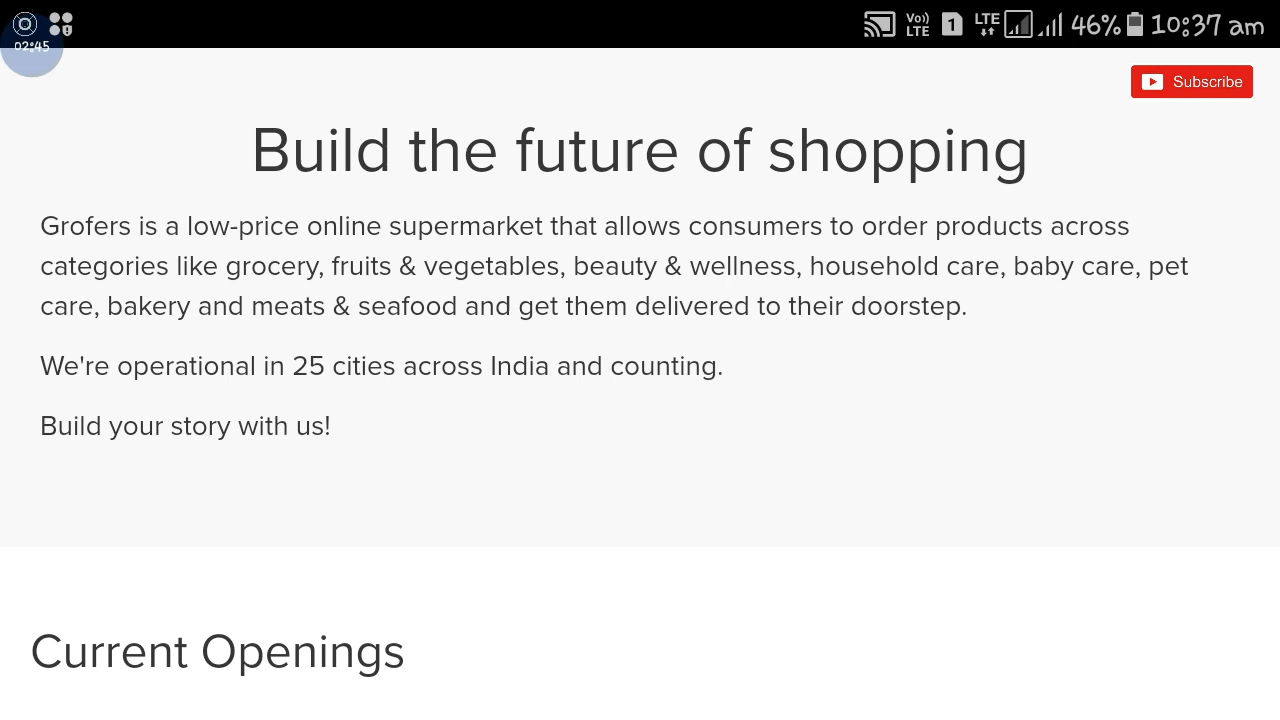 Vo)) LTE 1 LTE 46% 10:37 am
02:45
Subscribe
Build the future of shopping
Grofers is a low-price online supermarket that allows consumers to order products across
categories like grocery, fruits & vegetables, beauty & wellness, household care, baby care, pet
care, bakery and meats & seafood and get them delivered to their doorstep.
We're operational in 25 cities across India and counting.
Build your story with us!
Current Openings